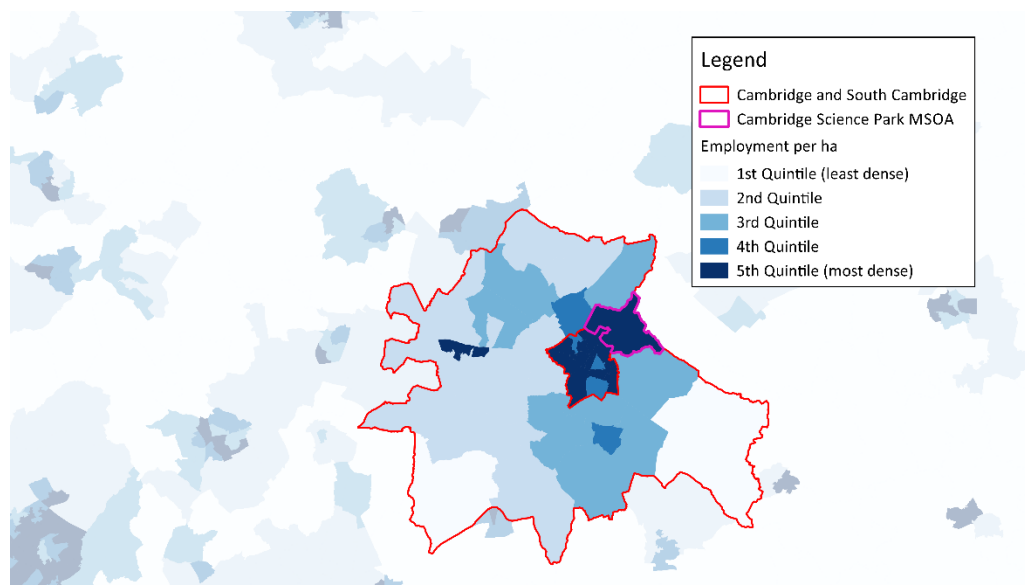 Legend
Cambridge and South Cambridge
Cambridge Science Park MSOA
Employment per ha
1st Quintile (least dense)
2nd Quintile
3rd Quintile
4th Quintile
5th Quintile (most dense)